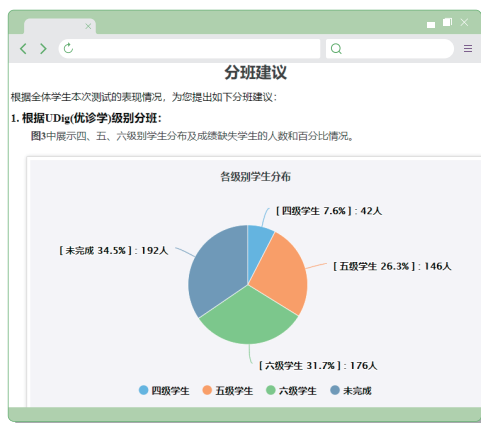 分班建议
根据全体学生本次测试的表现情况，为您提出如下分班建议：
1. 根据UDig(优诊学)级别分班：
图3中展示四、五、六级别学生分布及成绩缺失学生的人数和百分比情况。
各级别学生分布
[ 四级学生 7.6% ]：42人
[ 未完成 34.5% ]：192人
[ 五级学生 26.3% ]：146人
[ 六级学生 31.7% ]：176人
四级学生 五级学生 六级学生 未完成